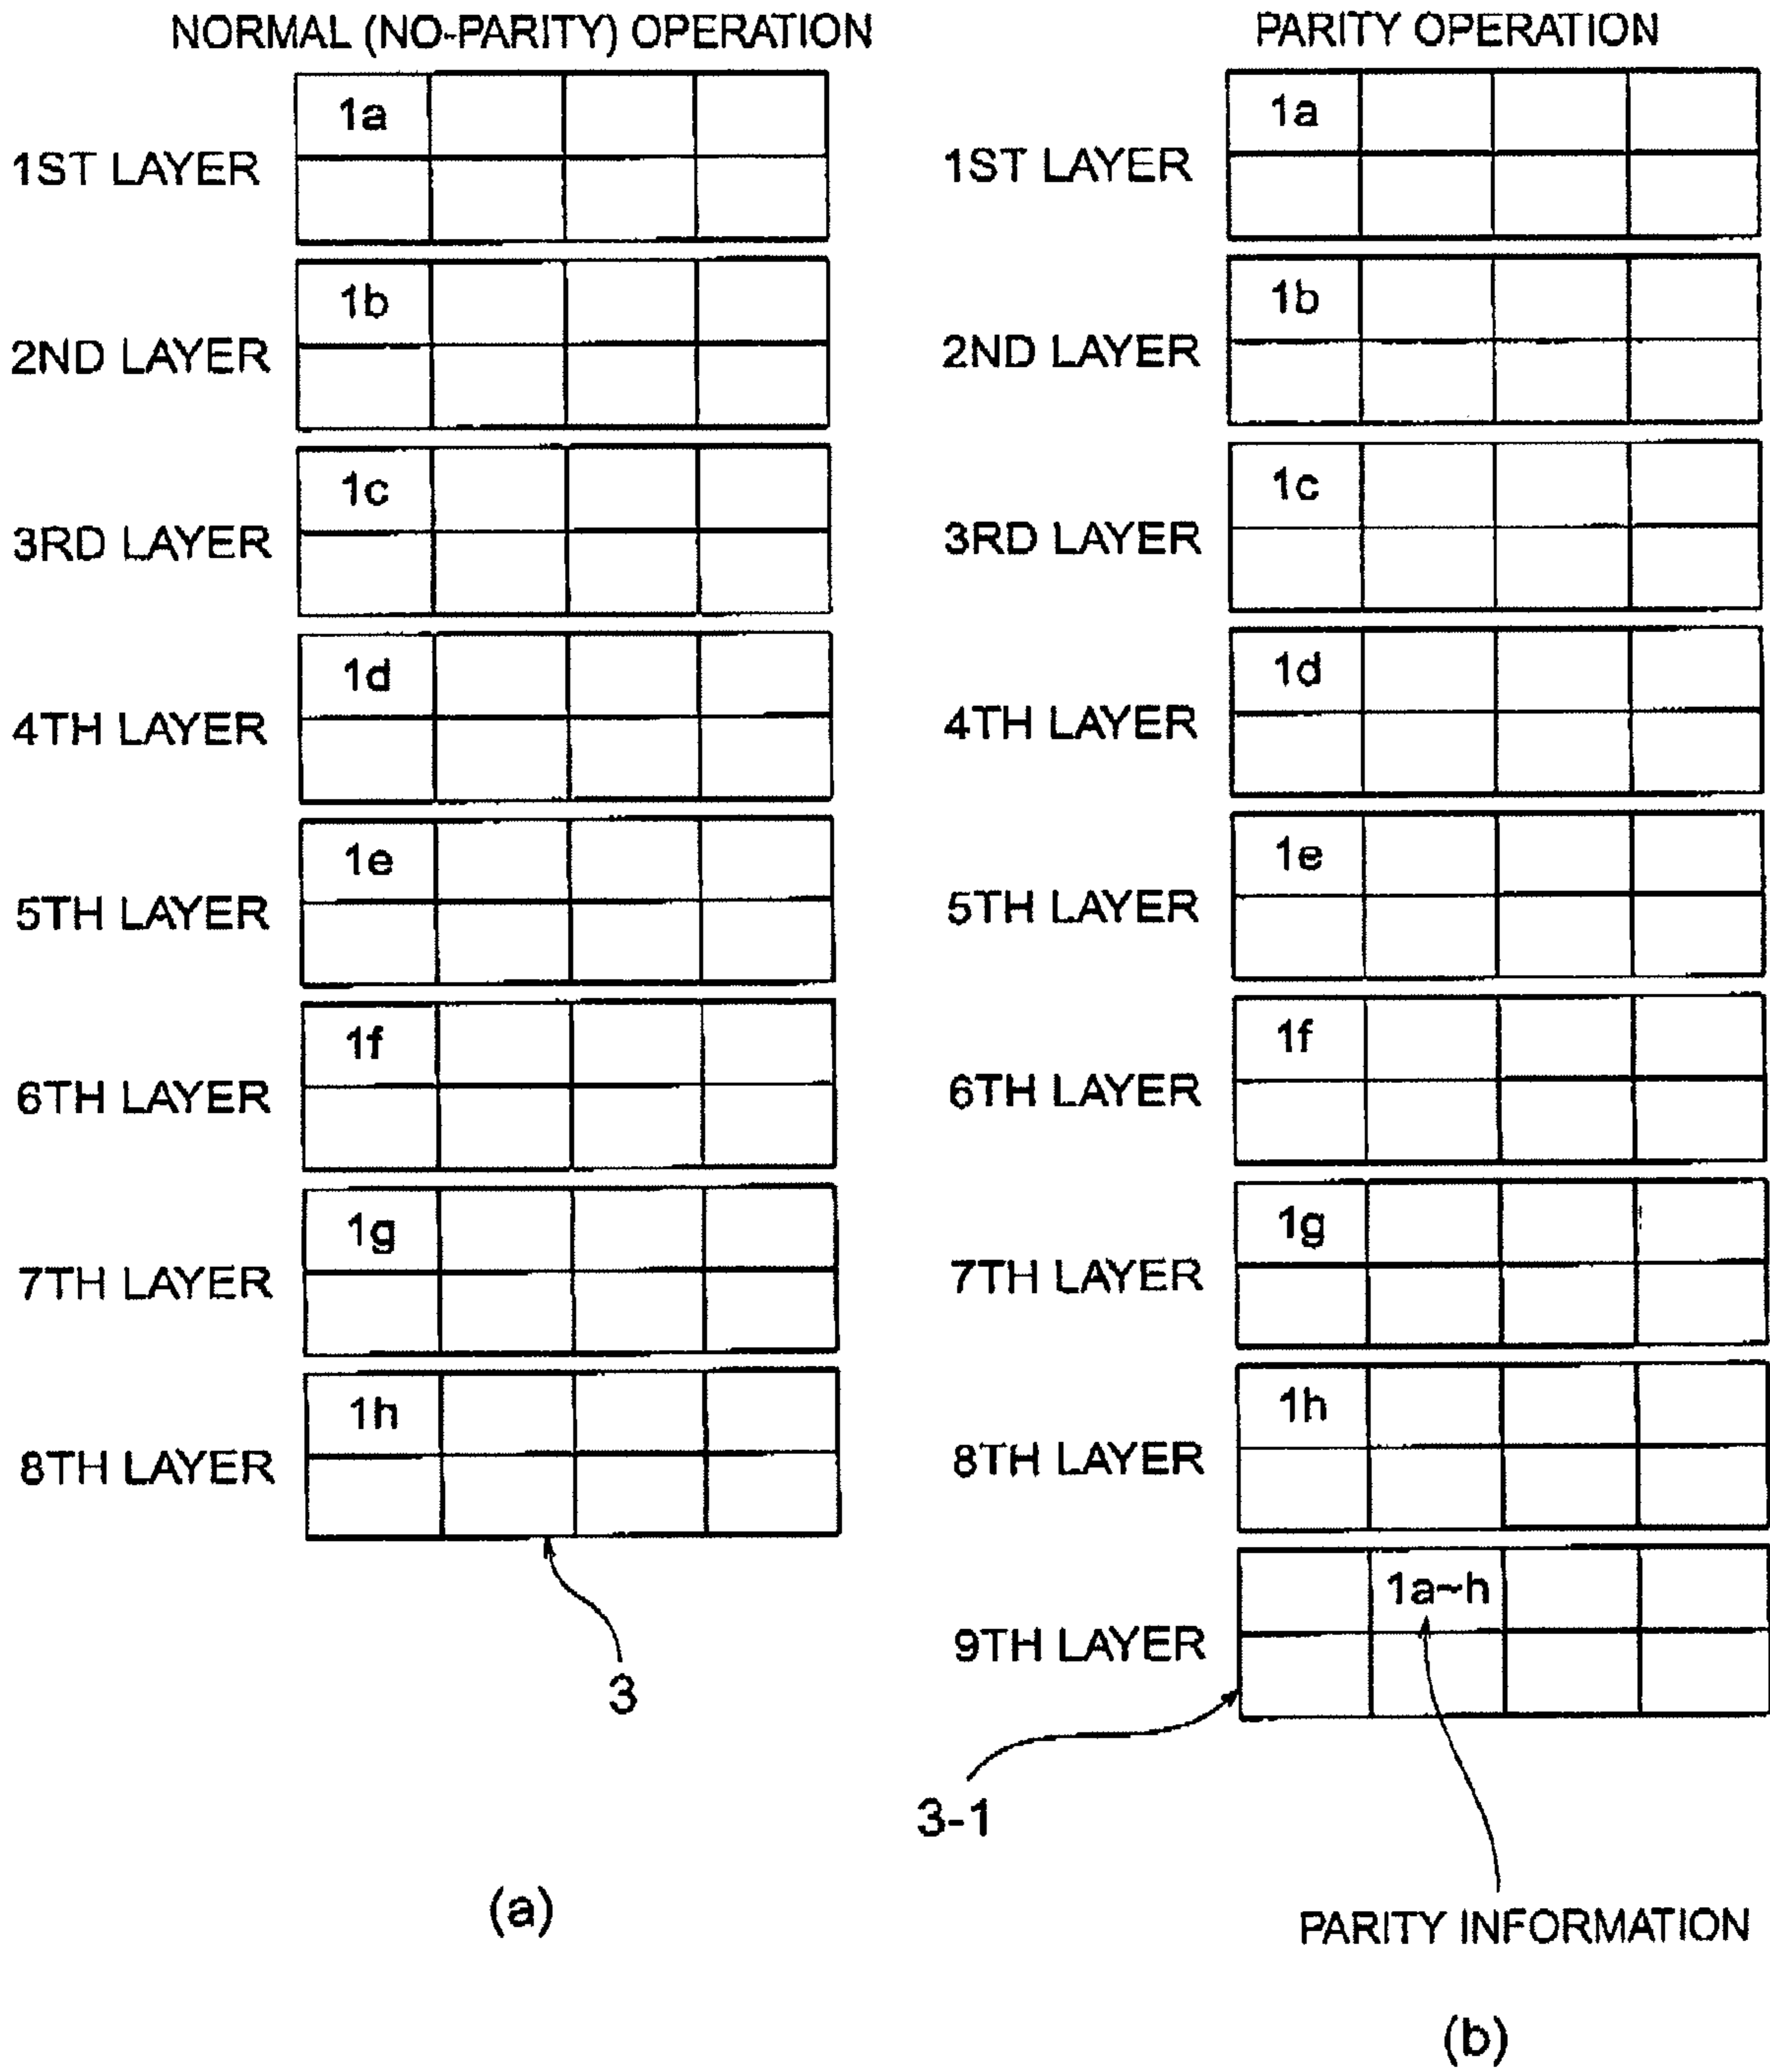 NORMAL (NO-PARITY) OPERATION
1a
1ST LAYER
1b
2ND LAYER
1c
3RD LAYER
1d
4TH LAYER
1e
5TH LAYER
1f
6TH LAYER
1g
7TH LAYER
1h
8TH LAYER
3
(a)
PARITY OPERATION
1a
1ST LAYER
1b
2ND LAYER
1c
3RD LAYER
1d
4TH LAYER
1e
5TH LAYER
1f
6TH LAYER
1g
7TH LAYER
1h
8TH LAYER
1a~h
9TH LAYER
3-1
PARITY INFORMATION
(b)